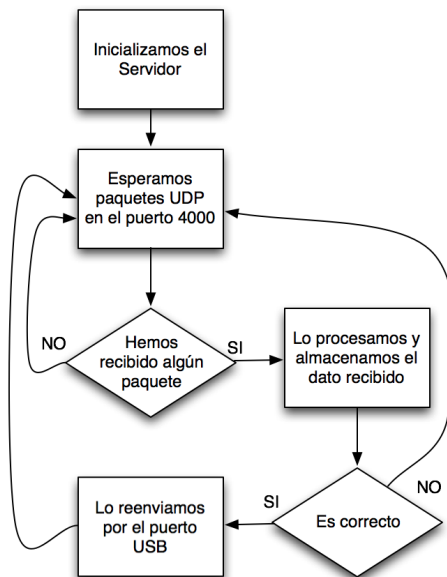 Inicializamos el
Servidor
Esperamos
paquetes UDP
en el puerto 4000
NO
Hemos
recibido algún
paquete
SI
Lo procesamos y
almacenamos el
dato recibido
NO
Es correcto
SI
Lo reenviamos
por el puerto
USB